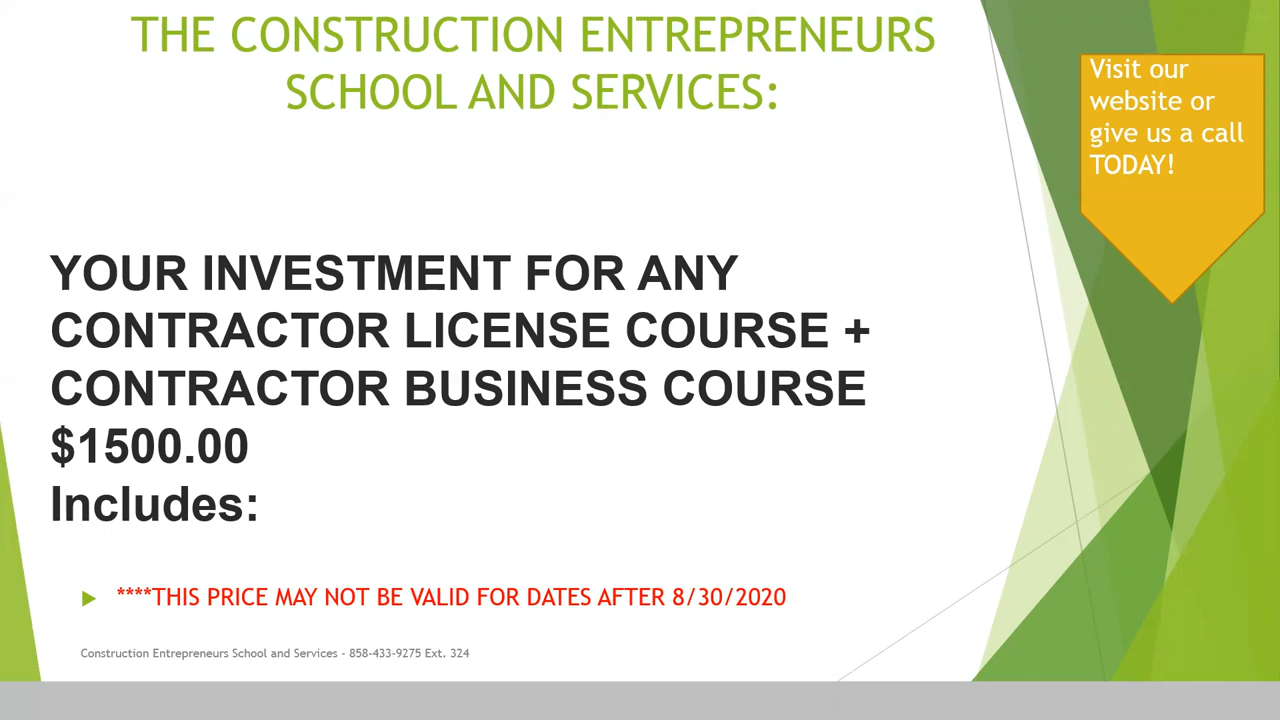 THE CONSTRUCTION ENTREPRENEURS
SCHOOL AND SERVICES:
Visit our
website or
give us a call
TODAY!
YOUR INVESTMENT FOR ANY
CONTRACTOR LICENSE COURSE +
CONTRACTOR BUSINESS COURSE
$1500.00
Includes:
****THIS PRICE MAY NOT BE VALID FOR DATES AFTER 8/30/2020
Construction Entrepreneurs School and Services - 858-433-9275 Ext. 324